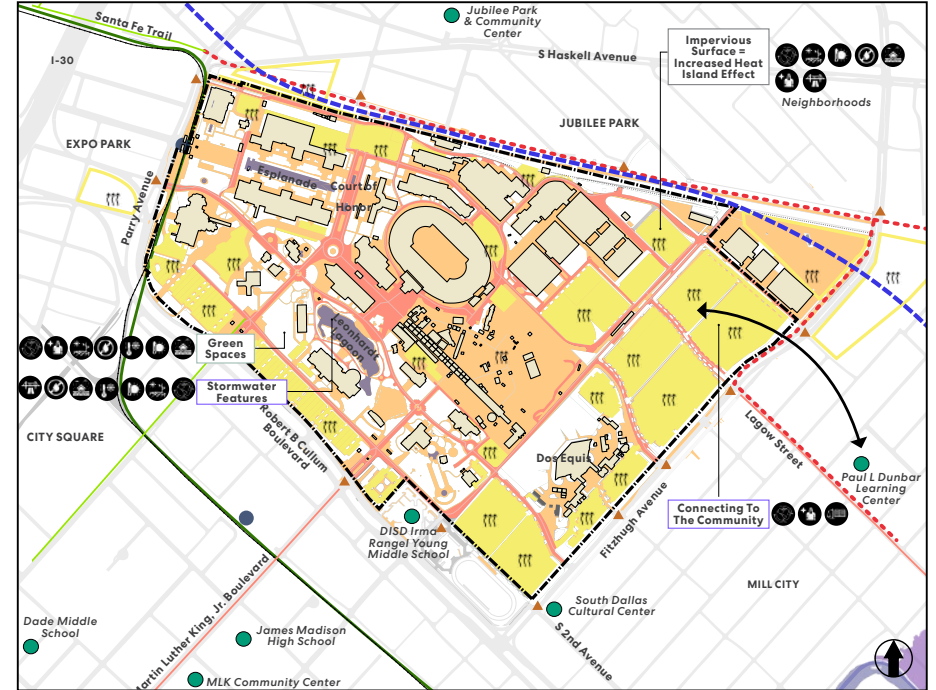 Jubilee Park
& Community
Center
Santa Fe Trail
I-30
S Haskell Avenue
Impervious
Surface =
Increased Heat
Island Effect
Neighborhoods
JUBILEE PARK
EXPO PARK
Esplanade
Court of
Honor
Parry Avenue
Leonhardt
Lagoon
Green
Spaces
Stormwater
Features
CITY SQUARE
Robert B Cullum
Boulevard
Dos Equis
Lagow Street
Paul L Dunbar
Learning
Center
Connecting To
The Community
Fitzhugh Avenue
DISD Irma
Rangel Young
Middle School
MILL CITY
South Dallas
Cultural Center
S 2nd Avenue
Martin Luther King, Jr. Boulevard
Dade Middle
School
James Madison
High School
MLK Community Center